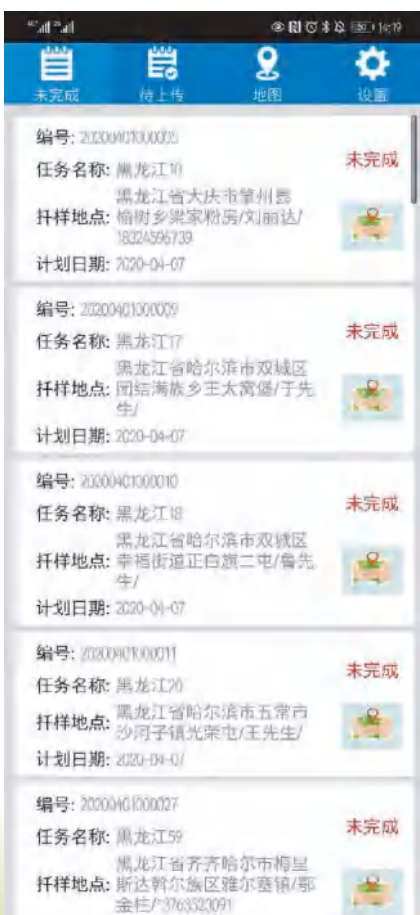 14:19
未完成 待上传 地图 设置
编号: 20200401000005
未完成
任务名称: 黑龙江10
黑龙江省大庆市肇州县
扦样地点: 榆树乡梁家粉房/刘丽达/
18324596739
计划日期: 2020-04-07
编号: 20200401000009
未完成
任务名称: 黑龙江17
黑龙江省哈尔滨市双城区
扦样地点: 团结满族乡王太窝堡/于先
生/
计划日期: 2020-04-07
编号: 20200401000010
未完成
任务名称: 黑龙江18
黑龙江省哈尔滨市双城区
扦样地点: 幸福街道正白旗二屯/鲁先
生/
计划日期: 2020-04-07
编号: 20200401000011
未完成
任务名称: 黑龙江20
黑龙江省哈尔滨市五常市
扦样地点: 沙河子镇光荣屯/王先生/
计划日期: 2020-04-07
编号: 20200401000027
未完成
任务名称: 黑龙江59
黑龙江省齐齐哈尔市梅里
扦样地点: 斯达斡尔族区雅尔塞镇/鄂
金柱/